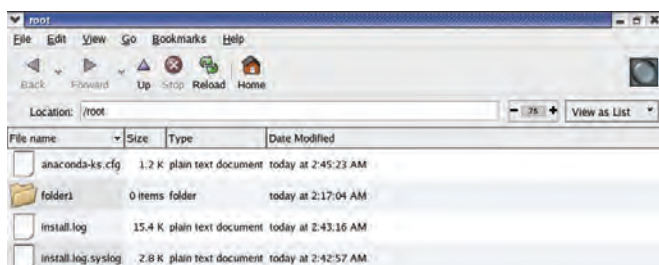 root
File Edit View Go Bookmarks Help
Back Forward Up Stop Reload Home
Location: /root 75 View as List
File name Size Type Date Modified
anaconda-ks.cfg 1.2 K plain text document today at 2:45:23 AM
folder1 0 items folder today at 2:17:04 AM
install.log 15.4 K plain text document today at 2:43:16 AM
install.log.syslog 2.8 K plain text document today at 2:42:57 AM